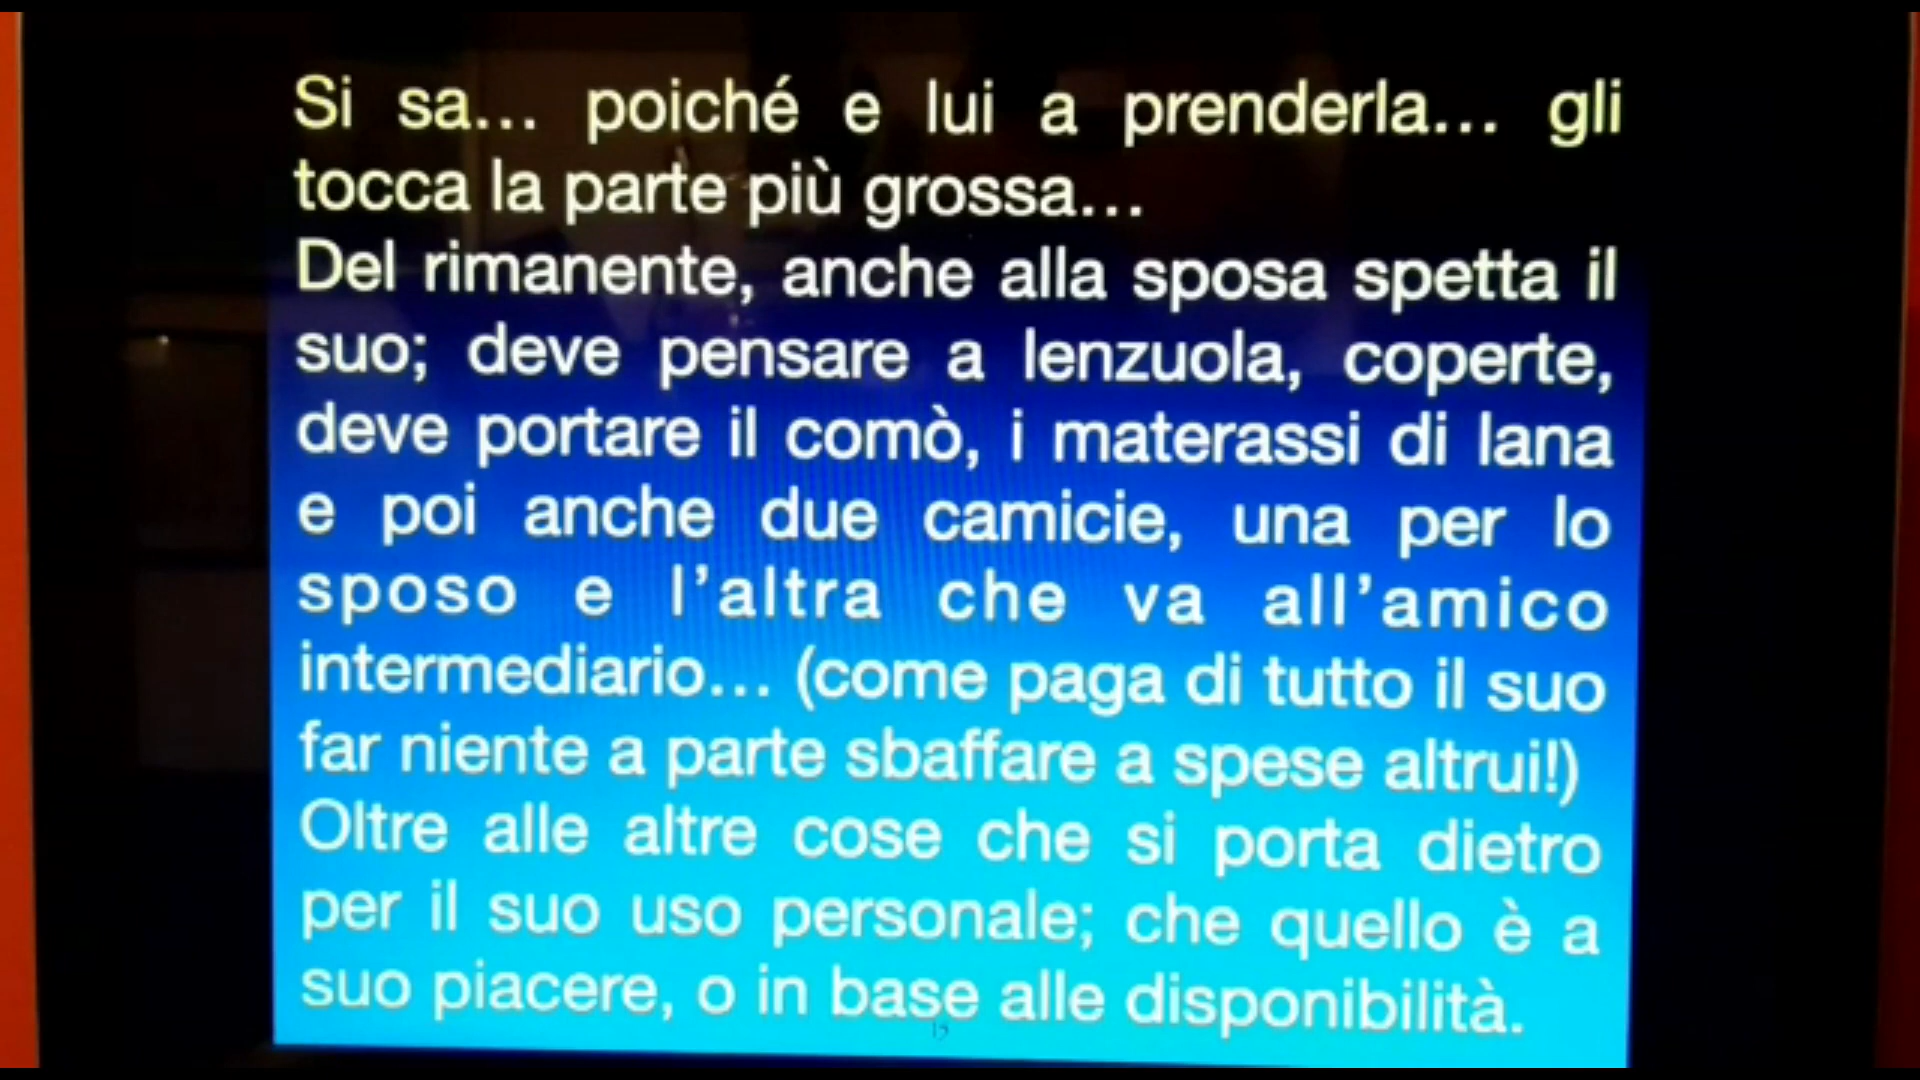 Si sa... poiché e lui a prenderla... gli
tocca la parte più grossa...
Del rimanente, anche alla sposa spetta il
suo; deve pensare a lenzuola, coperte,
deve portare il comò, i materassi di lana
e poi anche due camicie, una per lo
sposo e l'altra che va all'amico
intermediario... (come paga di tutto il suo
far niente a parte sbaffare a spese altrui!)
Oltre alle altre cose che si porta dietro
per il suo uso personale; che quello è a
suo piacere, o in base alle disponibilità.
15